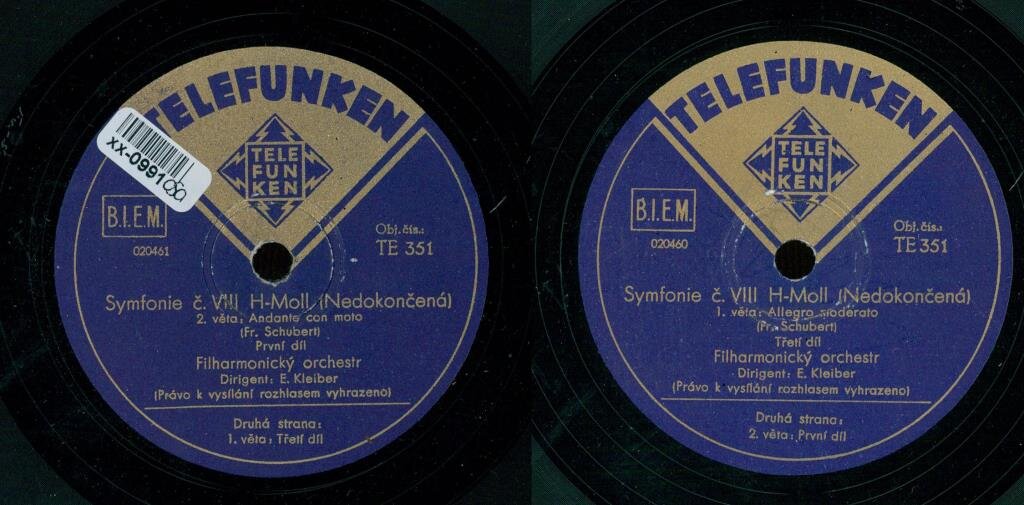 TELEFUNKEN
xx-0991
TELE
FUN
KEN
B.I.E.M.
020461
Obj. čís.:
TE 351
Symfonie č. VIII H-Moll (Nedokončená)
2. věta: Andante con moto
(Fr. Schubert)
První díl
Filharmonický orchestr
Dirigent: E. Kleiber
(Právo k vysílání rozhlasem vyhrazeno)
Druhá strana:
1. věta: Třetí díl
TELEFUNKEN
TELE
FUN
KEN
B.I.E.M.
020460
Obj. čís.:
TE 351
Symfonie č. VIII H-Moll (Nedokončená)
1. věta: Allegro moderato
(Fr. Schubert)
Třetí díl
Filharmonický orchestr
Dirigent: E. Kleiber
(Právo k vysílání rozhlasem vyhrazeno)
Druhá strana:
2. věta: První díl